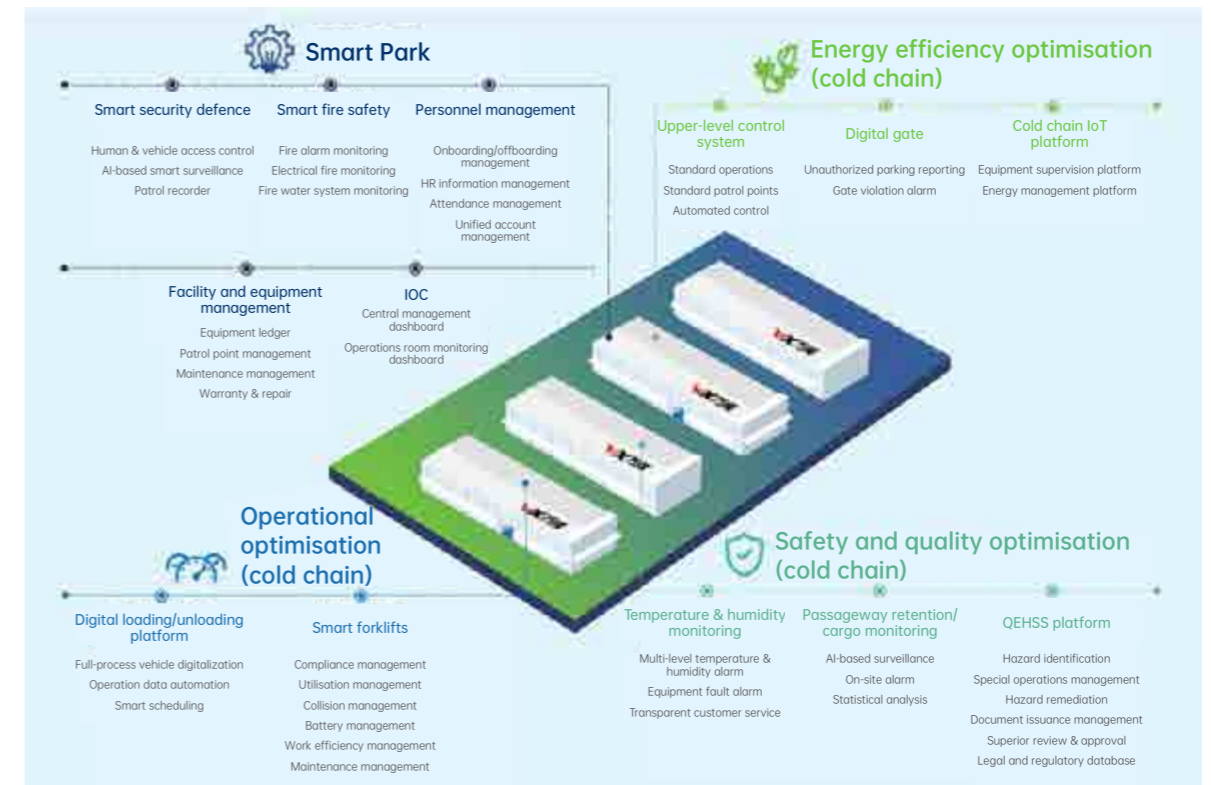 Smart Park
Smart security defence
Human & vehicle access control
AI-based smart surveillance
Patrol recorder
Smart fire safety
Fire alarm monitoring
Electrical fire monitoring
Fire water system monitoring
Personnel management
Onboarding/offboarding
management
HR information management
Attendance management
Unified account
management
Facility and equipment
management
Equipment ledger
Patrol point management
Maintenance management
Warranty & repair
IOC
Central management
dashboard
Operations room monitoring
dashboard
Energy efficiency optimisation
(cold chain)
Upper-level control
system
Standard operations
Standard patrol points
Automated control
Digital gate
Unauthorized parking reporting
Gate violation alarm
Cold chain IoT
platform
Equipment supervision platform
Energy management platform
Operational
optimisation
(cold chain)
Digital loading/unloading
platform
Full-process vehicle digitalization
Operation data automation
Smart scheduling
Smart forklifts
Compliance management
Utilisation management
Collision management
Battery management
Work efficiency management
Maintenance management
Safety and quality optimisation
(cold chain)
Temperature & humidity
monitoring
Multi-level temperature &
humidity alarm
Equipment fault alarm
Transparent customer service
Passageway retention/
cargo monitoring
AI-based surveillance
On-site alarm
Statistical analysis
QEHSS platform
Hazard identification
Special operations management
Hazard remediation
Document issuance management
Superior review & approval
Legal and regulatory database